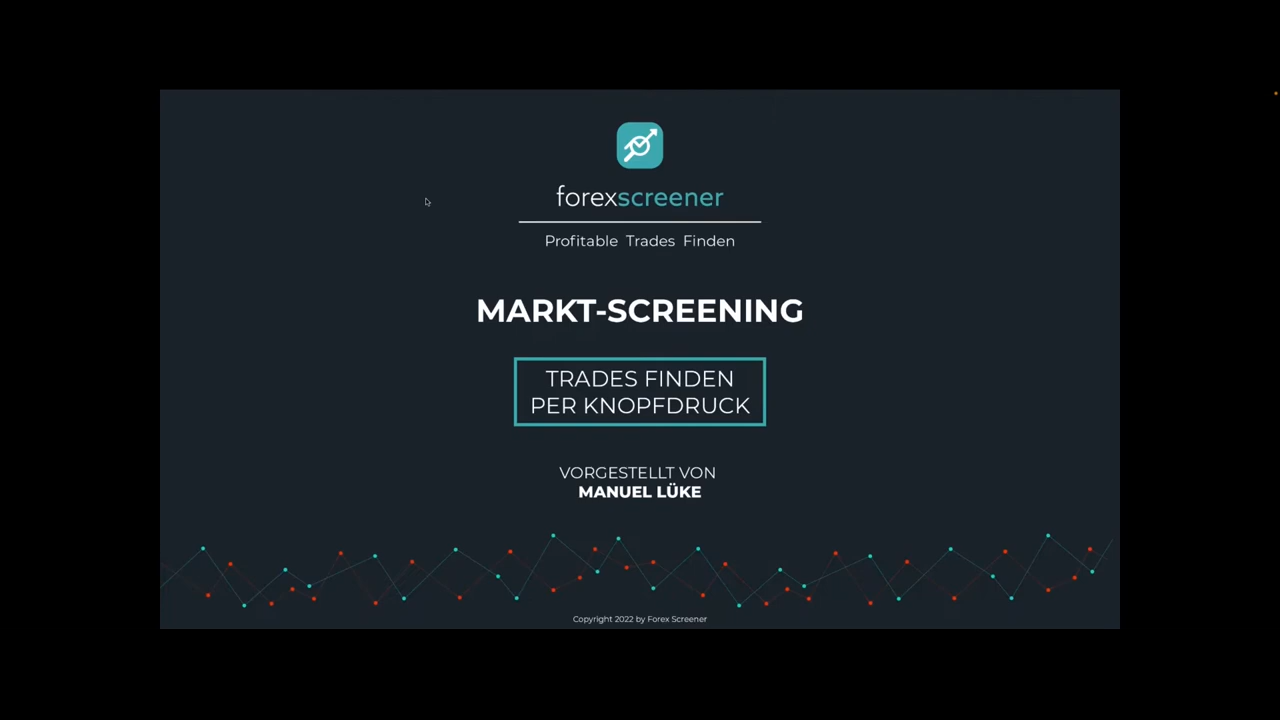 forexscreener
Profitable Trades Finden
MARKT-SCREENING
TRADES FINDEN
PER KNOPFDRUCK
VORGESTELLT VON
MANUEL LÜKE
Copyright 2022 by Forex Screener